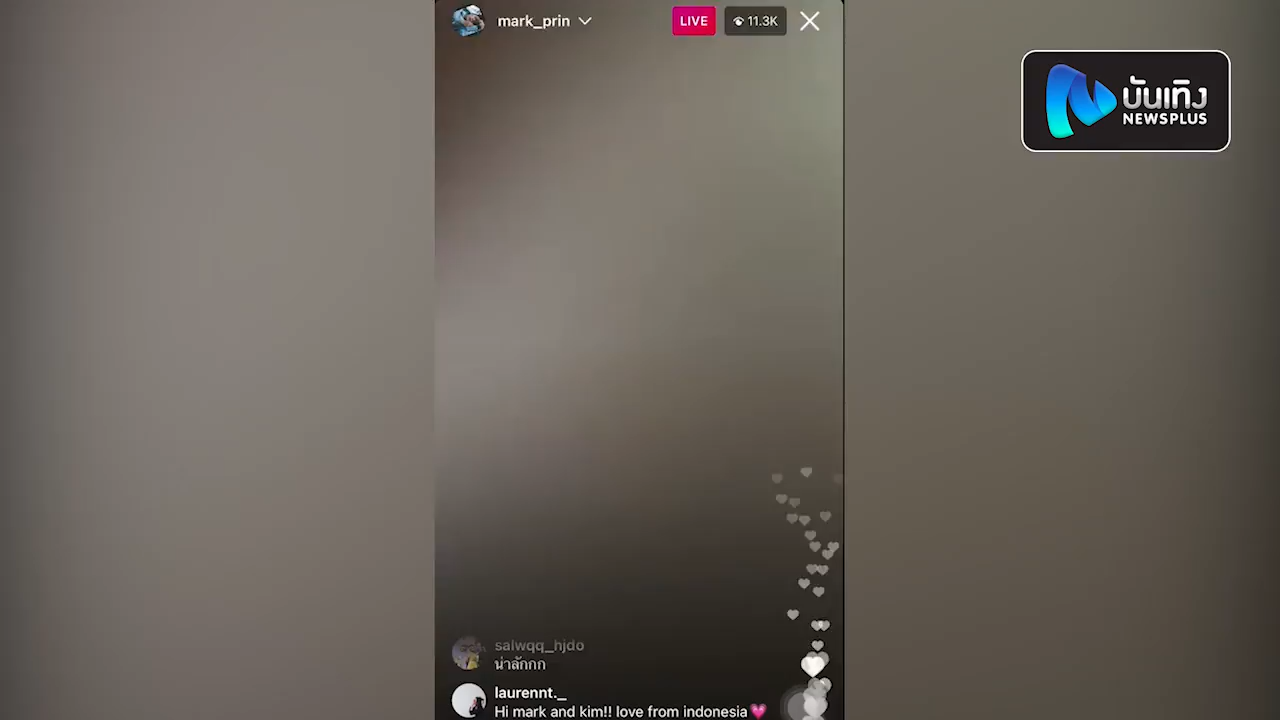 mark_prin
LIVE
11.3K
บันเทิง
NEWSPLUS
salwqq_hjdo
น่าลักกก
laurennt._
Hi mark and kim!! love from indonesia💗